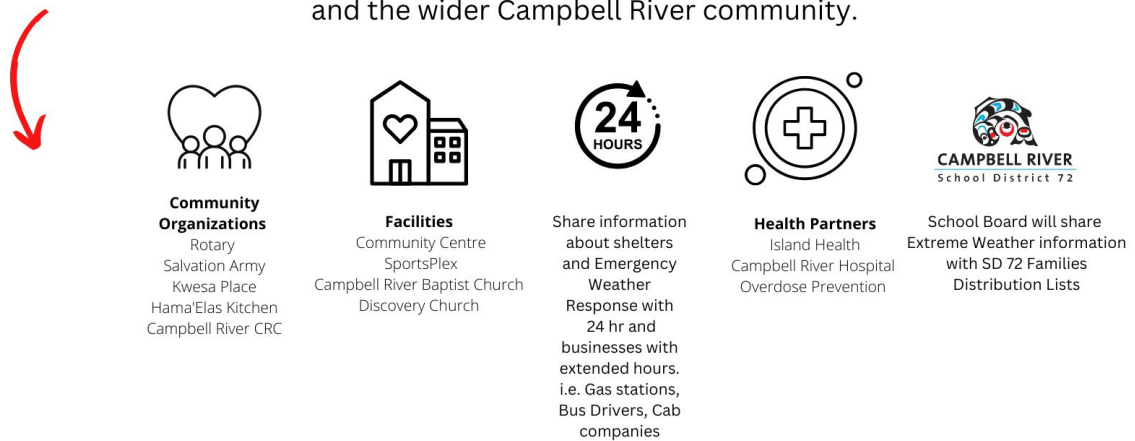 and the wider Campbell River community.
Community
Organizations
Rotary
Salvation Army
Kwesa Place
Hama'Elas Kitchen
Campbell River CRC
Facilities
Community Centre
SportsPlex
Campbell River Baptist Church
Discovery Church
24
HOURS
Share information
about shelters
and Emergency
Weather
Response with
24 hr and
businesses with
extended hours.
i.e. Gas stations,
Bus Drivers, Cab
companies
Health Partners
Island Health
Campbell River Hospital
Overdose Prevention
CAMPBELL RIVER
School District 72
School Board will share
Extreme Weather information
with SD 72 Families
Distribution Lists